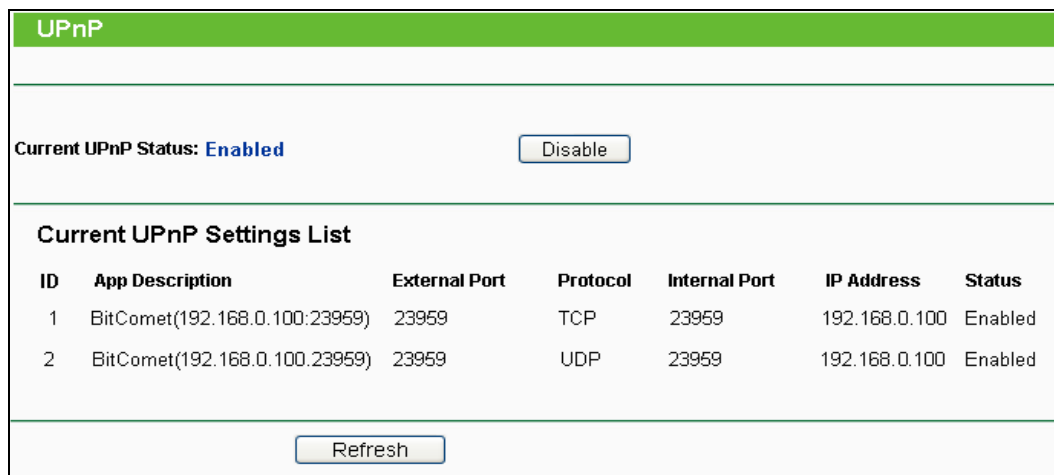 UPnP
Current UPnP Status: Enabled Disable
Current UPnP Settings List
ID App Description External Port Protocol Internal Port IP Address Status
1 BitComet(192.168.0.100:23959) 23959 TCP 23959 192.168.0.100 Enabled
2 BitComet(192.168.0.100.23959) 23959 UDP 23959 192.168.0.100 Enabled
Refresh